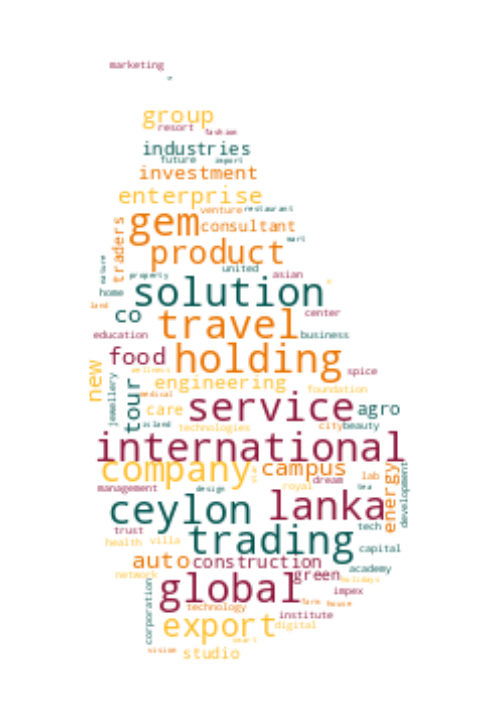 marketing
group
resort fashion
industries
future import
investment
enterprise
venture restaurant
gem consultant
traders product mart
nature united
property asian
home solution
land co travel center
education business
food holding
wellness spice
new engineering
jewellery medical foundation
tour care service agro
island technologies city beauty
international
company campus
dream lab energy
management design royal tea development
ceylon lanka
trading tech
trust
health villa capital
auto construction
network green academy
holidays
global impex
corporation technology farm house
export institute
digital
vision studio